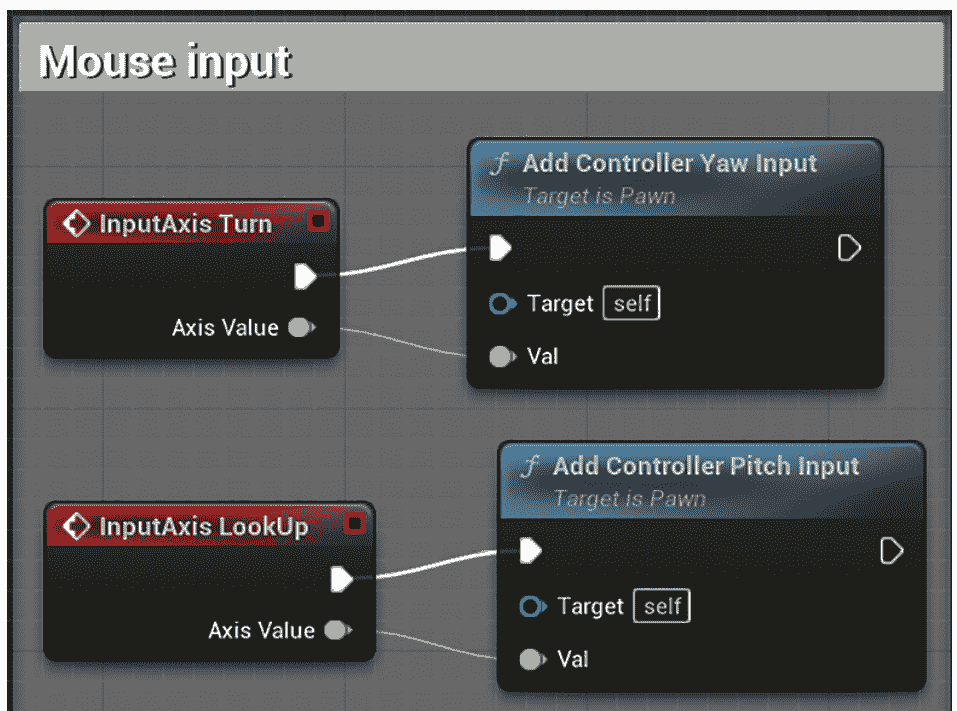 Mouse input
Add Controller Yaw Input
Target is Pawn
InputAxis Turn
Target self
Axis Value
Val
Add Controller Pitch Input
Target is Pawn
InputAxis LookUp
Target self
Axis Value
Val